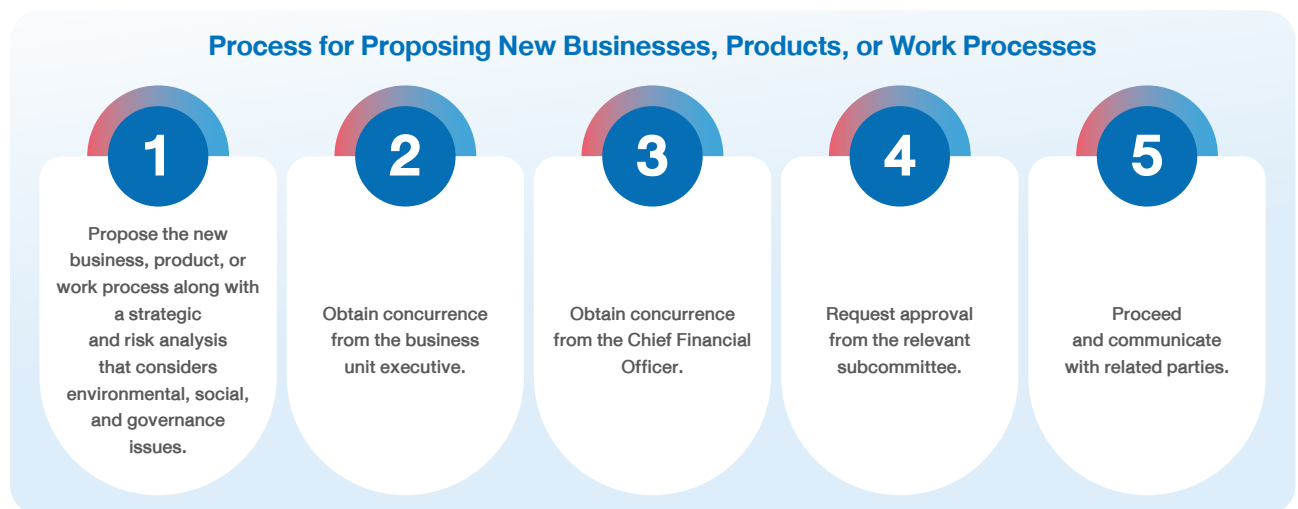 Process for Proposing New Businesses, Products, or Work Processes
1
Propose the new
business, product, or
work process along with
a strategic
and risk analysis
that considers
environmental, social,
and governance
issues.
2
Obtain concurrence
from the business
unit executive.
3
Obtain concurrence
from the Chief Financial
Officer.
4
Request approval
from the relevant
subcommittee.
5
Proceed
and communicate
with related parties.